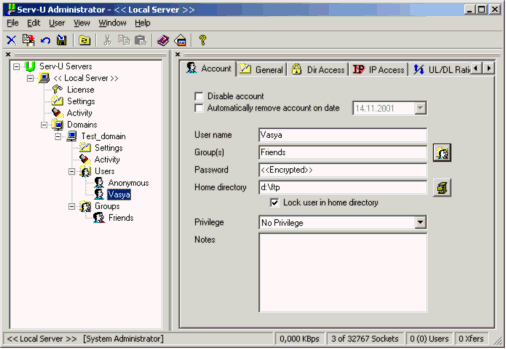 Serv-U Administrator - << Local Server >>
File Edit User View Window Help
Serv-U Servers
<< Local Server >>
License
Settings
Activity
Domains
Test_domain
Settings
Activity
Users
Anonymous
Vasya
Groups
Friends
Account General Dir Access IP IP Access UL/DL Rati
Disable account
Automatically remove account on date 14.11.2001
User name Vasya
Group(s) Friends
Password <<Encrypted>>
Home directory d:\ftp
Lock user in home directory
Privilege No Privilege
Notes
<< Local Server >> [System Administrator] 0,000 KBps 3 of 32767 Sockets 0 (0) Users 0 Xfers